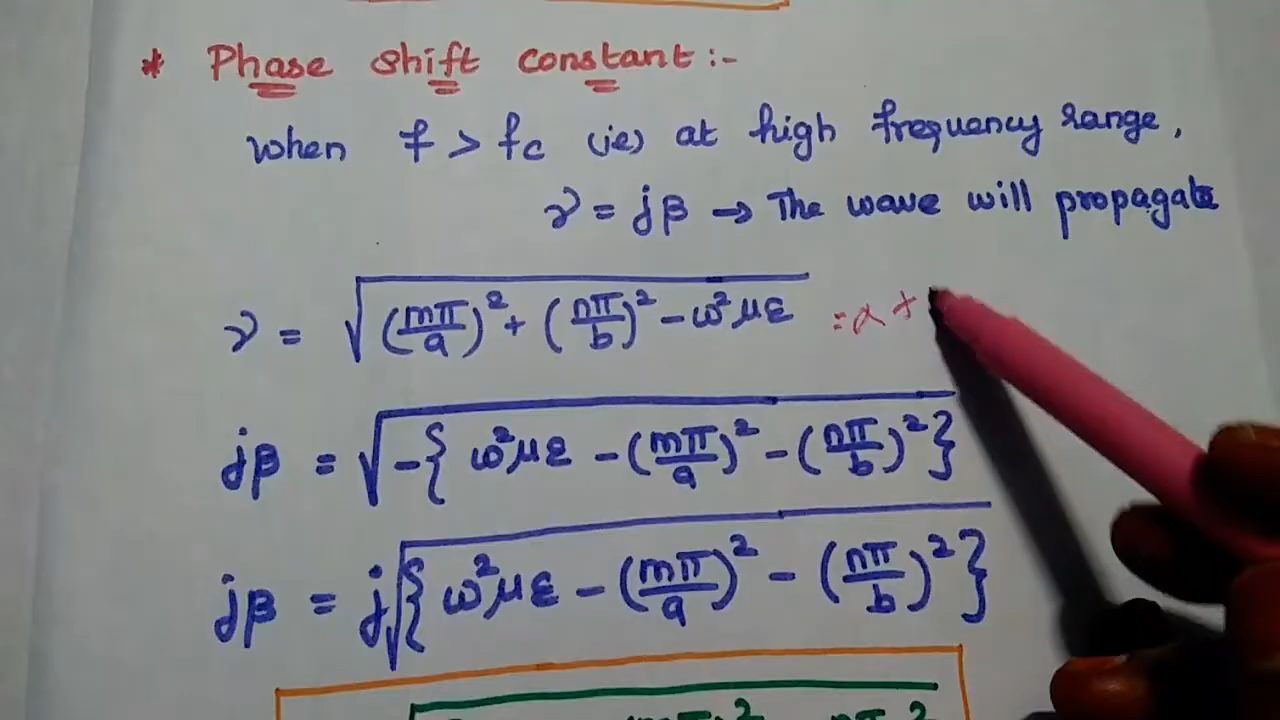 * Phase shift constant :-
when f > fc (ie) at high frequency range,
γ = jβ → The wave will propagate
γ = √(mπ/a)² + (nπ/b)² - ω²με = α +
jβ = √-{ ω²με - (mπ/a)² - (nπ/b)² }
jβ = j√{ ω²με - (mπ/a)² - (nπ/b)² }